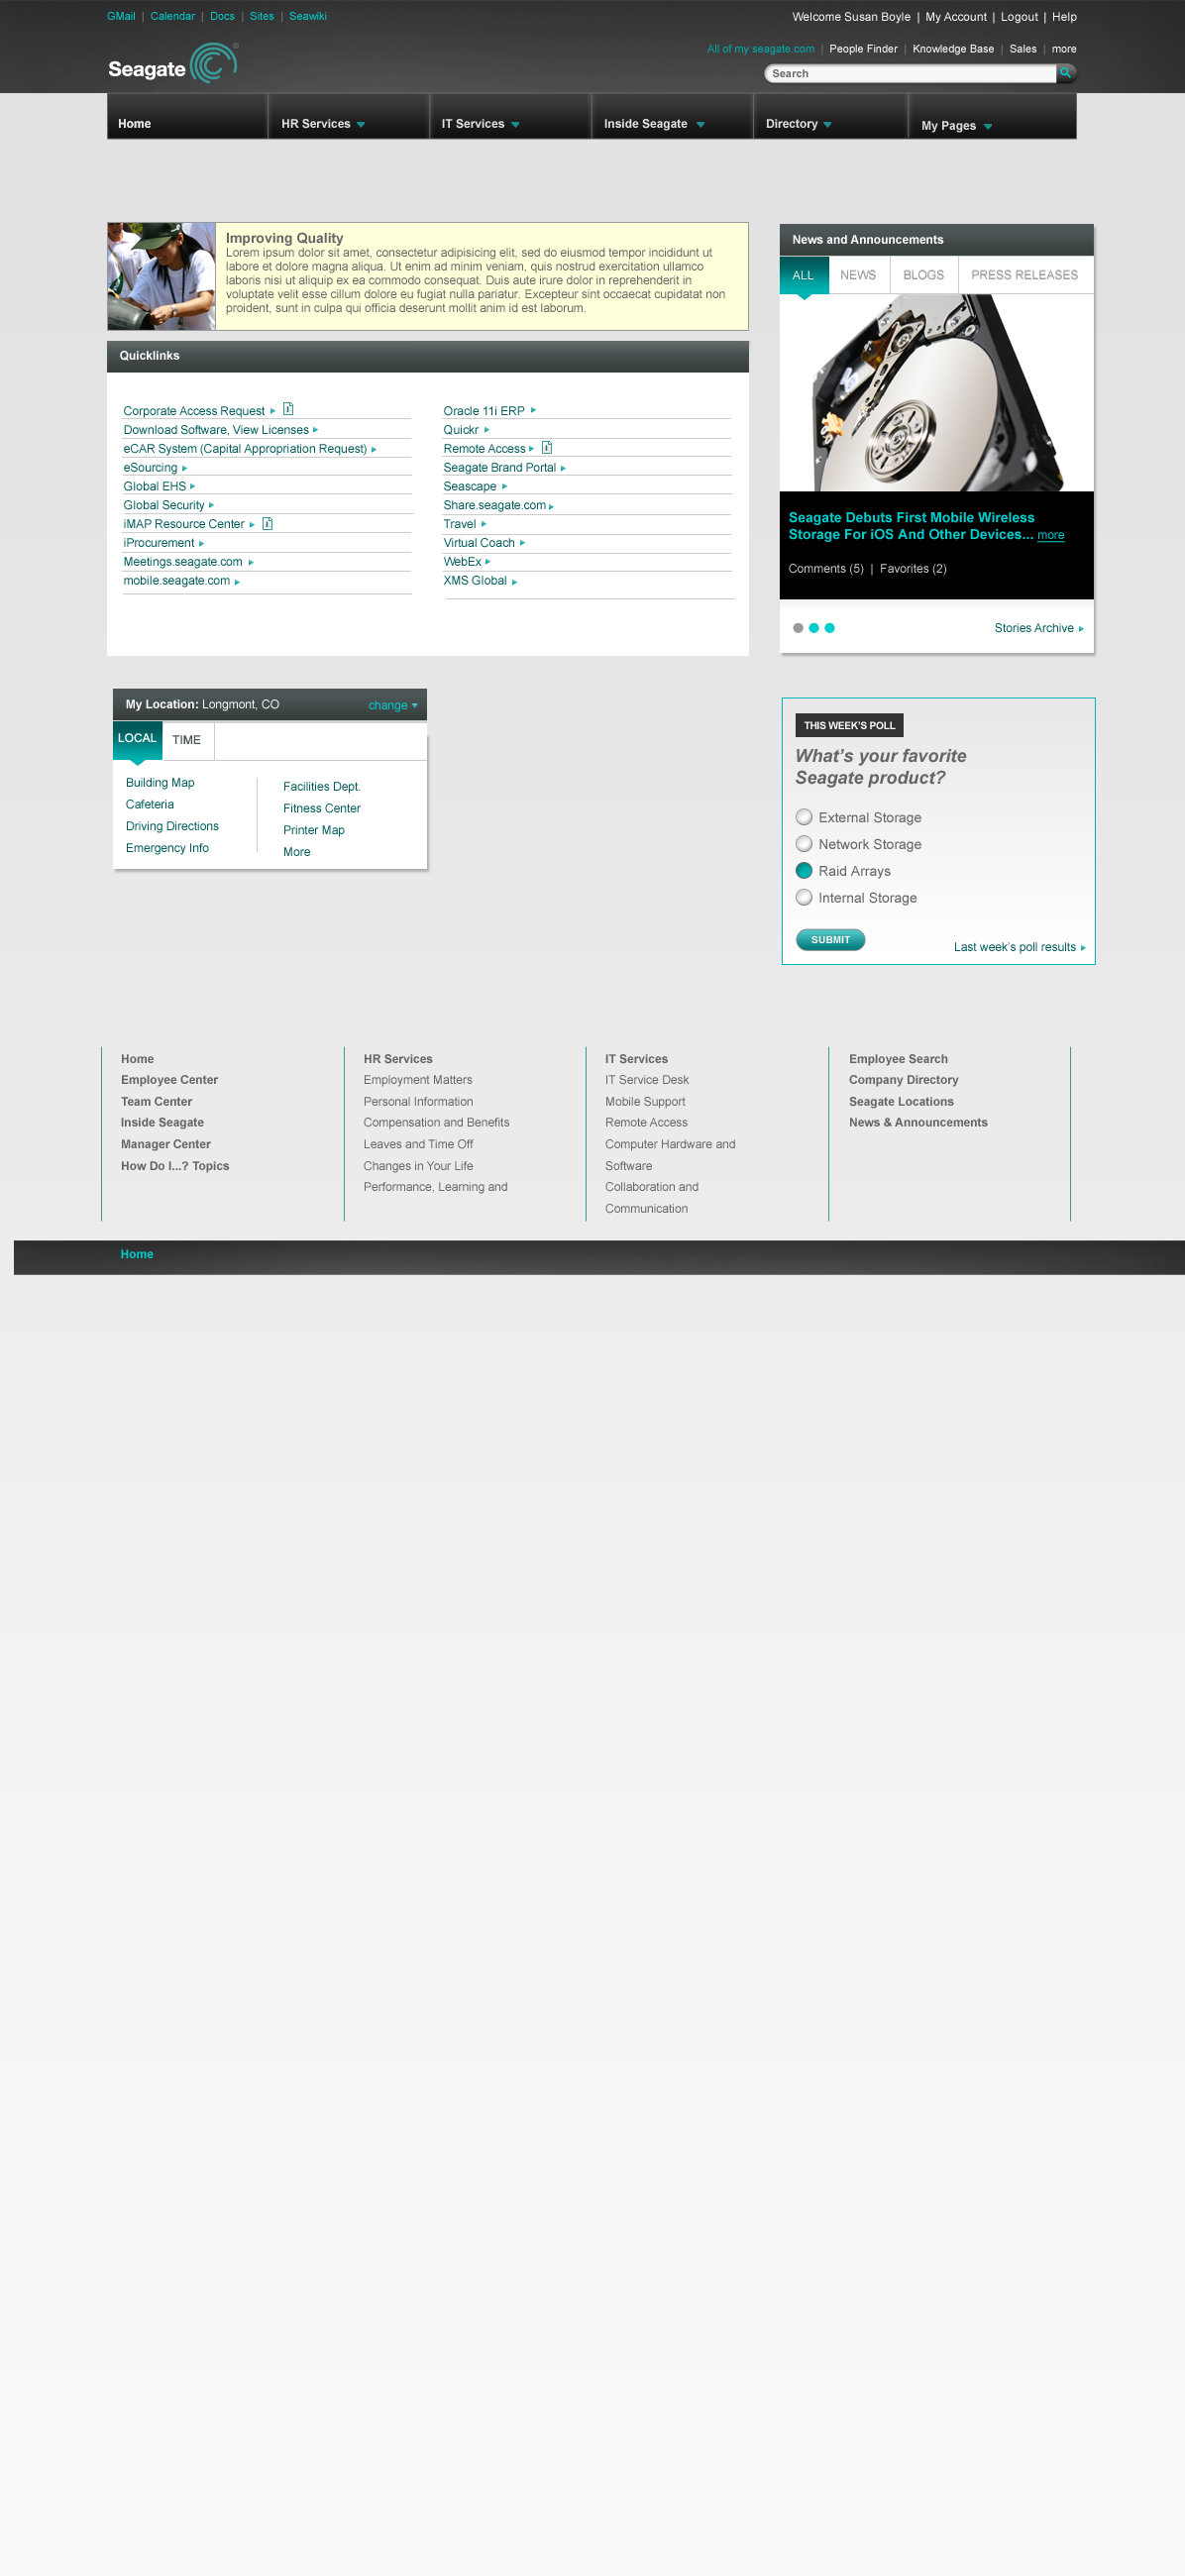 GMail | Calendar | Docs | Sites | Seawiki
Welcome Susan Boyle | My Account | Logout | Help
All of my seagate.com | People Finder | Knowledge Base | Sales | more
Seagate
Search
Home
HR Services
IT Services
Inside Seagate
Directory
My Pages
Improving Quality
Lorem ipsum dolor sit amet, consectetur adipisicing elit, sed do eiusmod tempor incididunt ut
labore et dolore magna aliqua. Ut enim ad minim veniam, quis nostrud exercitation ullamco
laboris nisi ut aliquip ex ea commodo consequat. Duis aute irure dolor in reprehenderit in
voluptate velit esse cillum dolore eu fugiat nulla pariatur. Excepteur sint occaecat cupidatat non
proident, sunt in culpa qui officia deserunt mollit anim id est laborum.
Quicklinks
Corporate Access Request
Download Software, View Licenses
eCAR System (Capital Appropriation Request)
eSourcing
Global EHS
Global Security
iMAP Resource Center
iProcurement
Meetings.seagate.com
mobile.seagate.com
Oracle 11i ERP
Quickr
Remote Access
Seagate Brand Portal
Seascape
Share.seagate.com
Travel
Virtual Coach
WebEx
XMS Global
News and Announcements
ALL
NEWS
BLOGS
PRESS RELEASES
Seagate Debuts First Mobile Wireless
Storage For iOS And Other Devices... more
Comments (5) | Favorites (2)
Stories Archive
My Location: Longmont, CO
change
LOCAL
TIME
Building Map
Cafeteria
Driving Directions
Emergency Info
Facilities Dept.
Fitness Center
Printer Map
More
THIS WEEK'S POLL
What's your favorite
Seagate product?
External Storage
Network Storage
Raid Arrays
Internal Storage
SUBMIT
Last week's poll results
Home
Employee Center
Team Center
Inside Seagate
Manager Center
How Do I...? Topics
HR Services
Employment Matters
Personal Information
Compensation and Benefits
Leaves and Time Off
Changes in Your Life
Performance, Learning and
IT Services
IT Service Desk
Mobile Support
Remote Access
Computer Hardware and
Software
Collaboration and
Communication
Employee Search
Company Directory
Seagate Locations
News & Announcements
Home